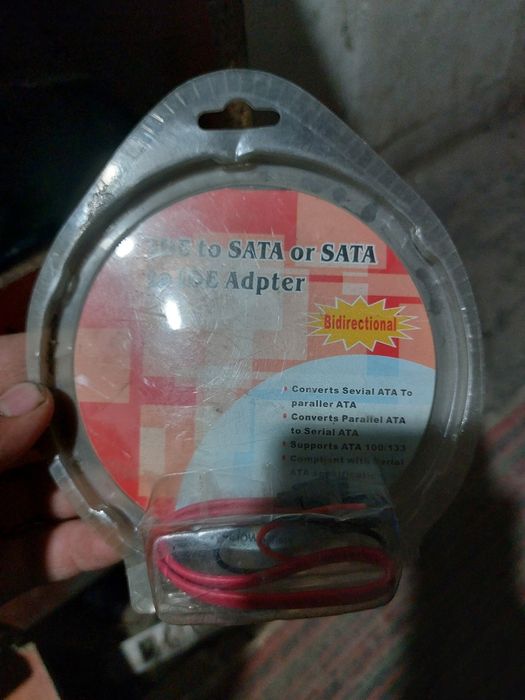 to SATA or SATA
Adpter
Bidirectional
Converts Sevial ATA To
paraller ATA
Converts Parallel ATA
to Serial ATA
Supports ATA 100/133
Compliant with Serial
ATA